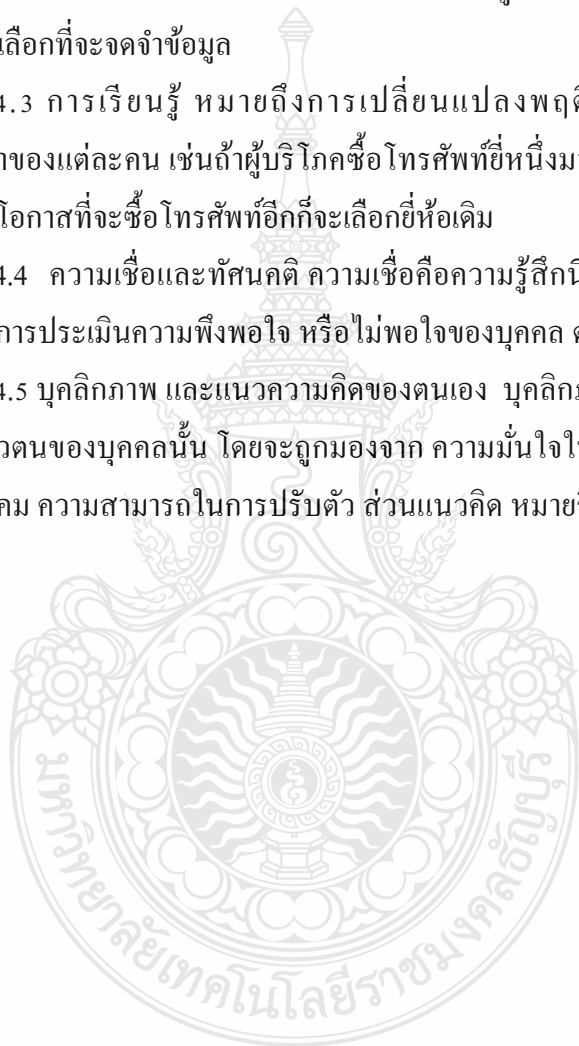 เลือกที่จะจดจำข้อมูล
4.3 การเรียนรู้ หมายถึงการเปลี่ยนแปลงพฤติ
ของแต่ละคน เช่นถ้าผู้บริโภคซื้อโทรศัพท์ยี่หนึ่งมา
โอกาสที่จะซื้อโทรศัพท์อีกก็จะเลือกยี่ห้อเดิม
4.4 ความเชื่อและทัศนคติ ความเชื่อคือความรู้สึกนึ
การประเมินความพึงพอใจ หรือไม่พอใจของบุคคล
4.5 บุคลิกภาพ และแนวความคิดของตนเอง บุคลิกภ
วตนของบุคคลนั้น โดยจะถูกมองจาก ความมั่นใจใ
คม ความสามารถในการปรับตัว ส่วนแนวคิด หมายถึ
มหาวิทยาลัยเทคโนโลยีราชมงคลธัญบุรี